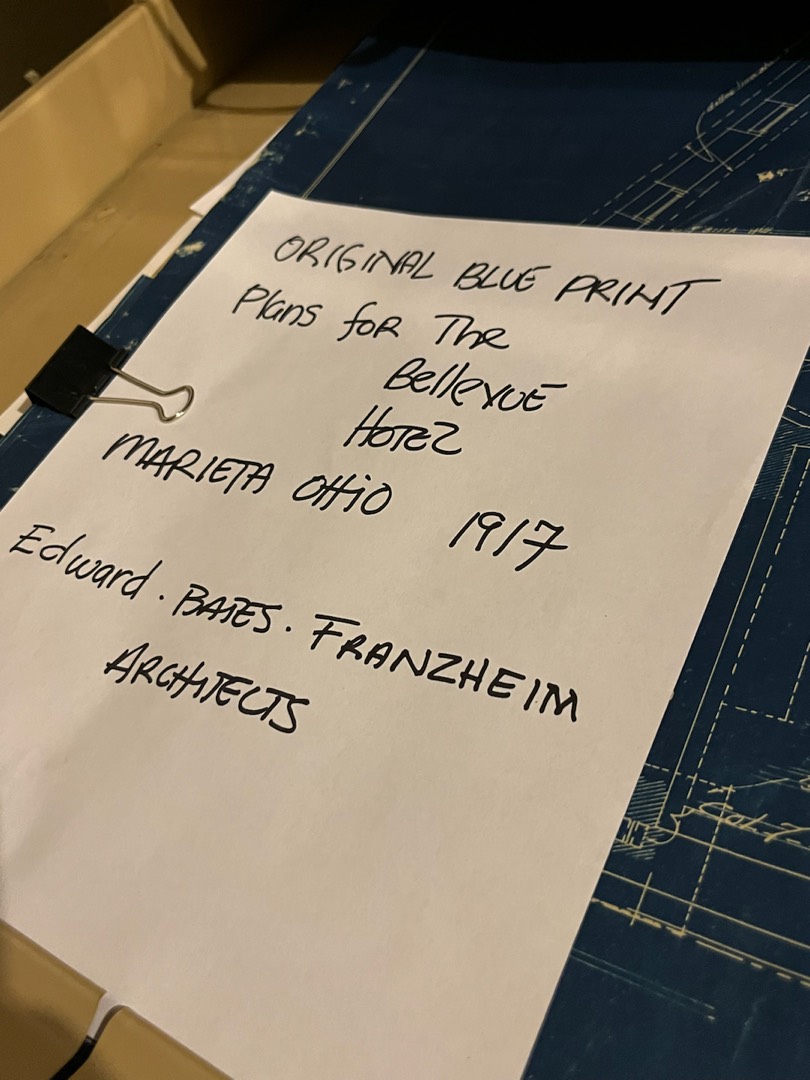 ORIGINAL BLUE PRINT
Plans foR The
Bellevue
HOTEL
MARIETA OHiO 1917
Edward . BATES . FRANZHEIM
ARCHITECTS